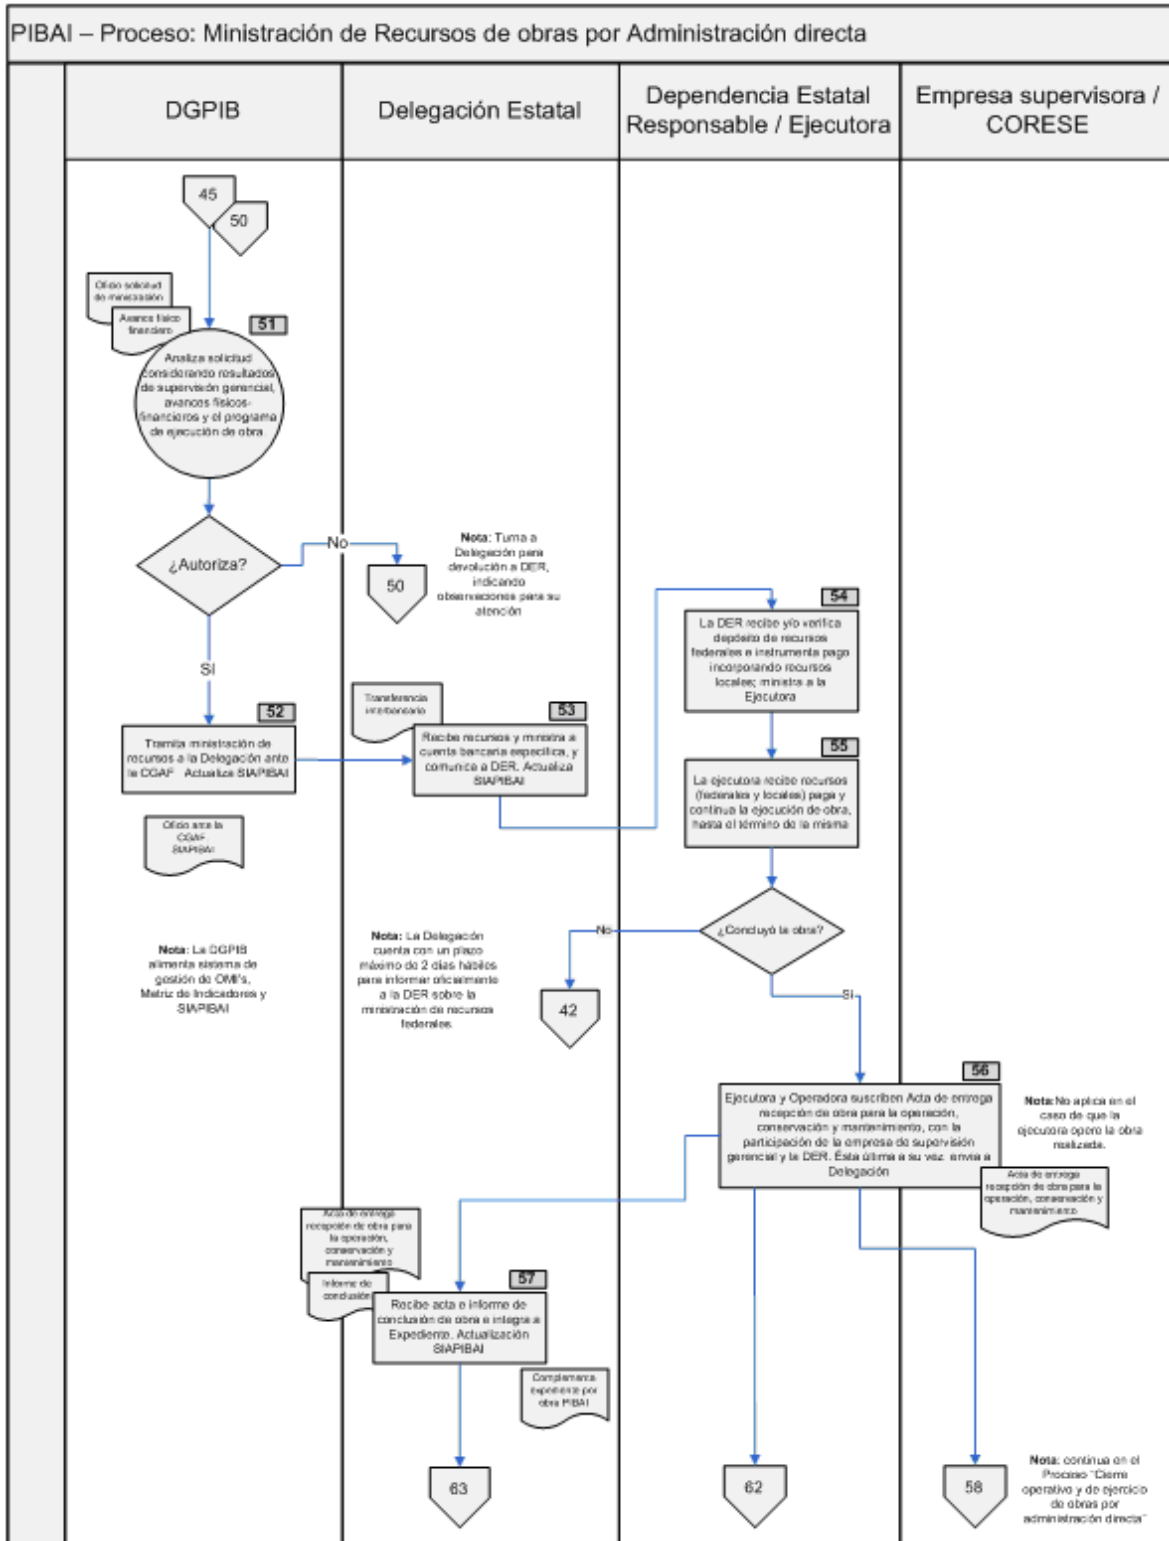 PIBAI – Proceso: Ministración de Recursos de obras por Administración directa
DGPIB
Delegación Estatal
Dependencia Estatal
Responsable / Ejecutora
Empresa supervisora /
CORESE
45
50
Oficio solicitud
de ministración
Avance físico
financiero
51
Analiza solicitud
considerando resultados
de supervisión gerencial,
avances físicos-
financieros y el programa
de ejecución de obra
¿Autoriza?
No
50
Nota: Turna a
Delegación para
devolución a DER,
indicando
observaciones para su
atención
SI
52
Tramita ministración de
recursos a la Delegación ante
la CGAF Actualiza SIAPIBAI
Oficio ante la
CGAF
SIAPIBAI
Transferencia
interbancaria
53
Recibe recursos y ministra a
cuenta bancaria específica, y
comunica a DER. Actualiza
SIAPIBAI
54
La DER recibe y/o verifica
depósito de recursos
federales e instrumenta pago
incorporando recursos
locales; ministra a la
Ejecutora
55
La ejecutora recibe recursos
(federales y locales) paga y
continua la ejecución de obra,
hasta el término de la misma
¿Concluyó la obra?
No
42
Si
Nota: La DGPIB
alimenta sistema de
gestión de OMI's,
Matriz de Indicadores y
SIAPIBAI
Nota: La Delegación
cuenta con un plazo
máximo de 2 días hábiles
para informar oficialmente
a la DER sobre la
ministración de recursos
federales.
56
Ejecutora y Operadora suscriben Acta de entrega
recepción de obra para la operación,
conservación y mantenimiento, con la
participación de la empresa de supervisión
gerencial y la DER. Ésta última a su vez envía a
Delegación
Nota: No aplica en el
caso de que la
ejecutora opere la obra
realizada.
Acta de entrega
recepción de obra para la
operación, conservación y
mantenimiento
Acta de entrega
recepción de obra para
la operación,
conservación y
mantenimiento
Informe de
conclusión
57
Recibe acta e informe de
conclusión de obra e integra a
Expediente. Actualización
SIAPIBAI
Complementa
expediente por
obra PIBAI
63
62
58
Nota: continua en el
Proceso "Cierre
operativo y de ejercicio
de obras por
administración directa"